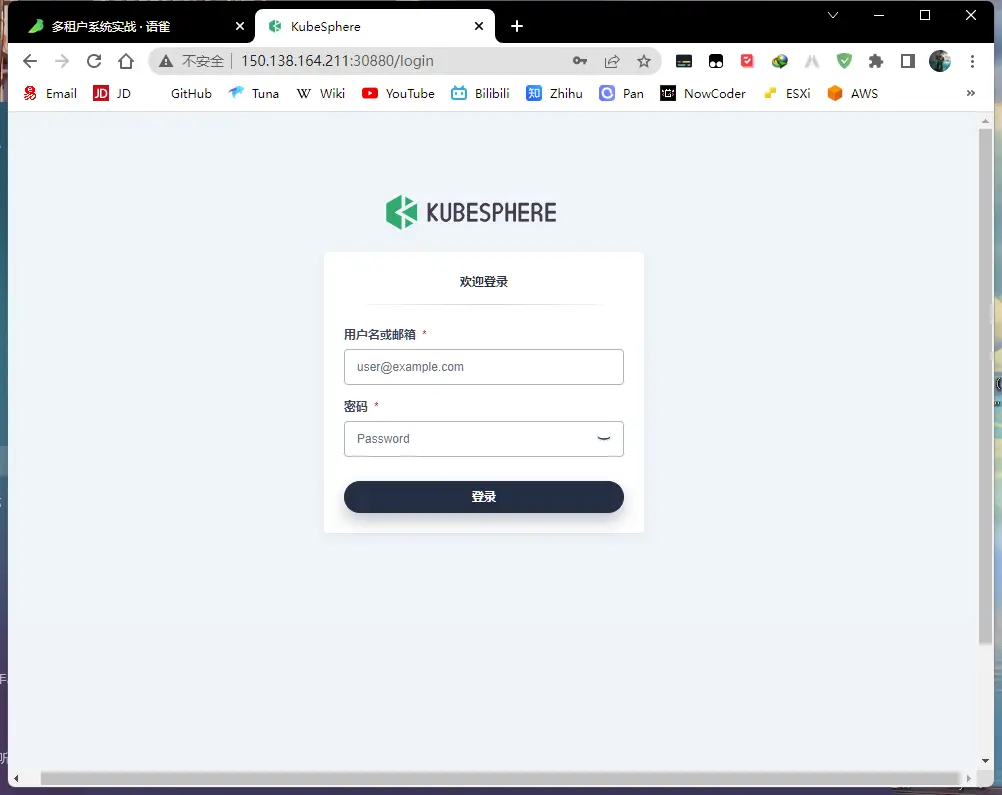 多租户系统实战 · 语雀
KubeSphere
不安全 150.138.164.211:30880/login
Email JD JD GitHub Tuna W Wiki YouTube Bilibili 知 Zhihu Pan NowCoder ESXi AWS »
KUBESPHERE
欢迎登录
用户名或邮箱 *
user@example.com
密码 *
Password
登录